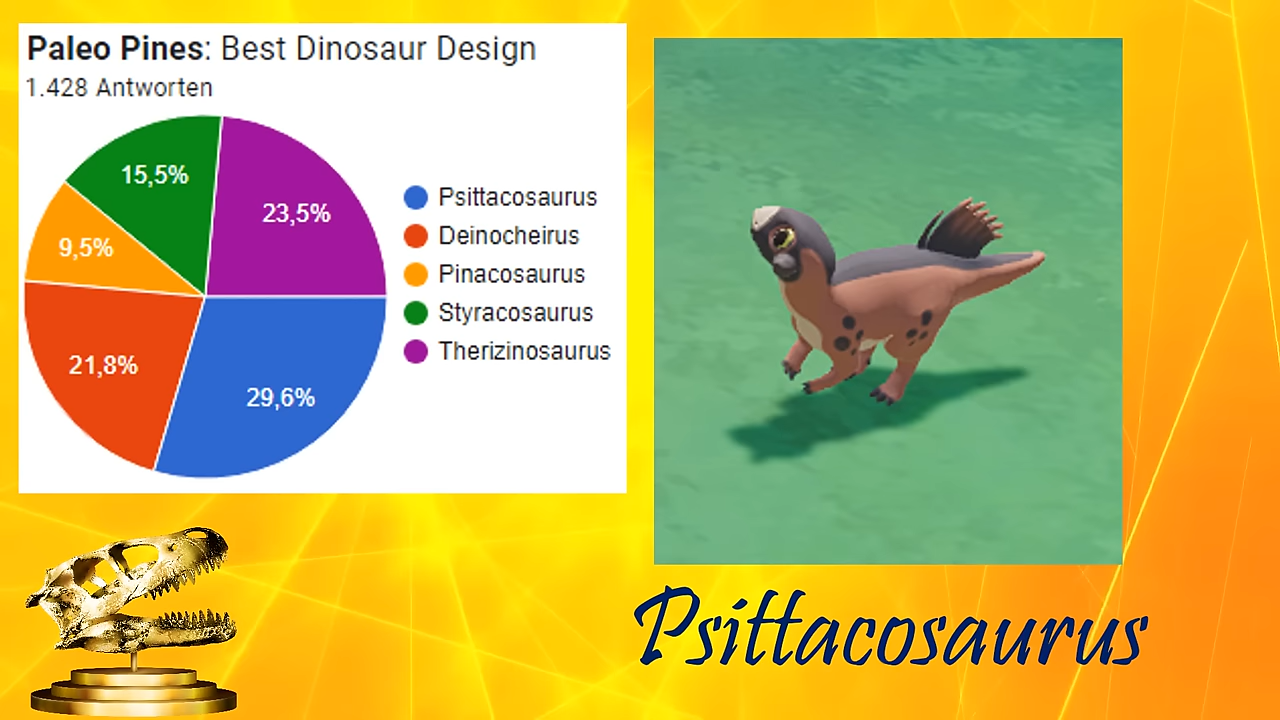 Paleo Pines: Best Dinosaur Design
1.428 Antworten
15,5%
23,5%
9,5%
21,8%
29,6%
Psittacosaurus
Deinocheirus
Pinacosaurus
Styracosaurus
Therizinosaurus
Psittacosaurus